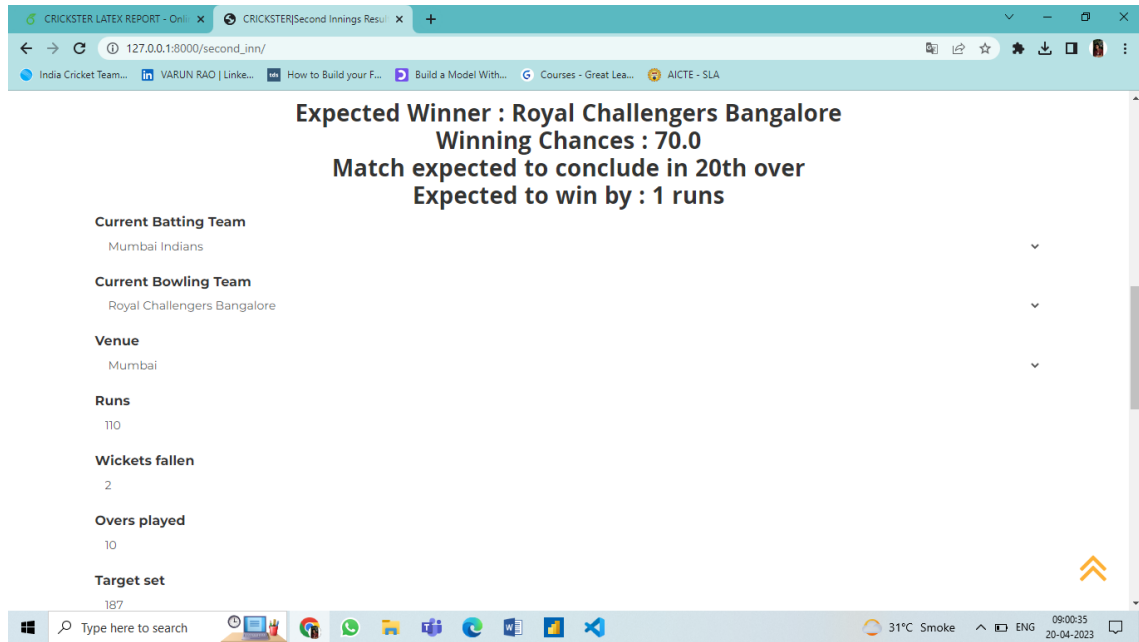 CRICKSTER LATEX REPORT - Onli
CRICKSTER|Second Innings Resul
127.0.0.1:8000/second_inn/
India Cricket Team...
VARUN RAO | Linke...
tds
How to Build your F...
Build a Model With...
G Courses - Great Lea...
AICTE - SLA
Expected Winner : Royal Challengers Bangalore
Winning Chances : 70.0
Match expected to conclude in 20th over
Expected to win by : 1 runs
Current Batting Team
Mumbai Indians
Current Bowling Team
Royal Challengers Bangalore
Venue
Mumbai
Runs
110
Wickets fallen
2
Overs played
10
Target set
187
Type here to search
31°C Smoke
ENG
09:00:35
20-04-2023